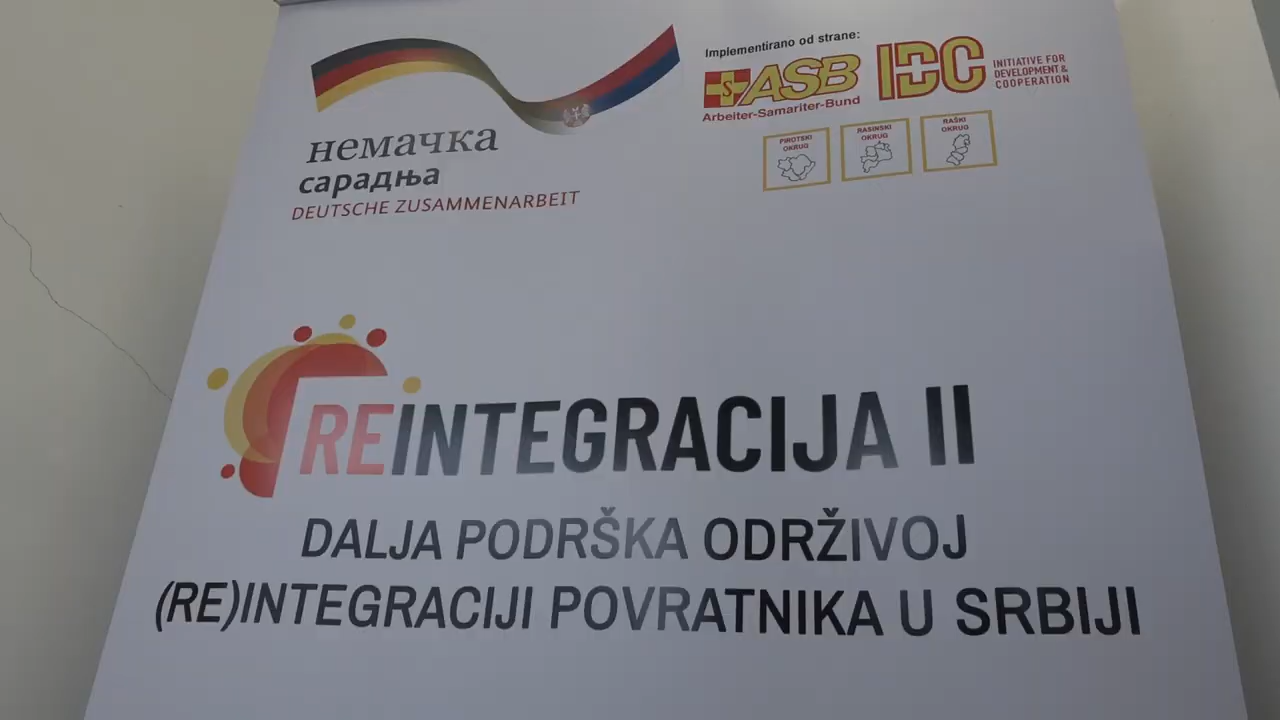 немачка
сарадња
DEUTSCHE ZUSAMMENARBEIT
Implementirano od strane:
S ASB
Arbeiter-Samariter-Bund
IDC
INITIATIVE FOR
DEVELOPMENT &
COOPERATION
PIROTSKI
OKRUG
RASINSKI
OKRUG
RAŠKI
OKRUG
REINTEGRACIJA II
DALJA PODRŠKA ODRŽIVOJ
(RE)INTEGRACIJI POVRATNIKA U SRBIJI